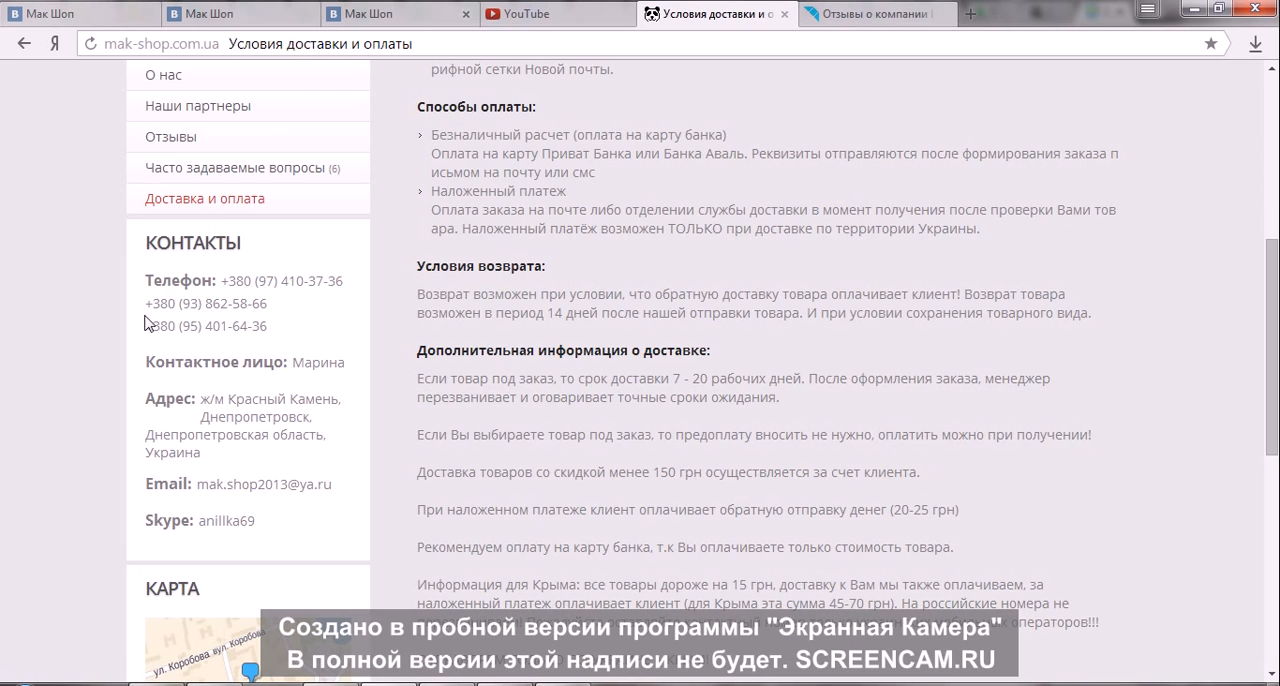 Мак Шоп
Мак Шоп
Мак Шоп
YouTube
Условия доставки и о
Отзывы о компании
mak-shop.com.ua Условия доставки и оплаты
О нас
Наши партнеры
Отзывы
Часто задаваемые вопросы (6)
Доставка и оплата
КОНТАКТЫ
Телефон: +380 (97) 410-37-36
+380 (93) 862-58-66
380 (95) 401-64-36
Контактное лицо: Марина
Адрес: ж/м Красный Камень,
Днепропетровск,
Днепропетровская область,
Украина
Email: mak.shop2013@ya.ru
Skype: anillka69
КАРТА
ул. Коробова вул. Коробова
рифной сетки Новой почты.
Способы оплаты:
Безналичный расчет (оплата на карту банка)
Оплата на карту Приват Банка или Банка Аваль. Реквизиты отправляются после формирования заказа п
исьмом на почту или смс
Наложенный платеж
Оплата заказа на почте либо отделении службы доставки в момент получения после проверки Вами тов
ара. Наложенный платёж возможен ТОЛЬКО при доставке по территории Украины.
Условия возврата:
Возврат возможен при условии, что обратную доставку товара оплачивает клиент! Возврат товара
возможен в период 14 дней после нашей отправки товара. И при условии сохранения товарного вида.
Дополнительная информация о доставке:
Если товар под заказ, то срок доставки 7 - 20 рабочих дней. После оформления заказа, менеджер
перезванивает и оговаривает точные сроки ожидания.
Если Вы выбираете товар под заказ, то предоплату вносить не нужно, оплатить можно при получении!
Доставка товаров со скидкой менее 150 грн осуществляется за счет клиента.
При наложенном платеже клиент оплачивает обратную отправку денег (20-25 грн)
Рекомендуем оплату на карту банка, т.к Вы оплачиваете только стоимость товара.
Информация для Крыма: все товары дороже на 15 грн, доставку к Вам мы также оплачиваем, за
наложенный платеж оплачивает клиент (для Крыма эта сумма 45-70 грн). На российские номера не
операторов!!!
Создано в пробной версии программы "Экранная Камера"
В полной версии этой надписи не будет. SCREENCAM.RU